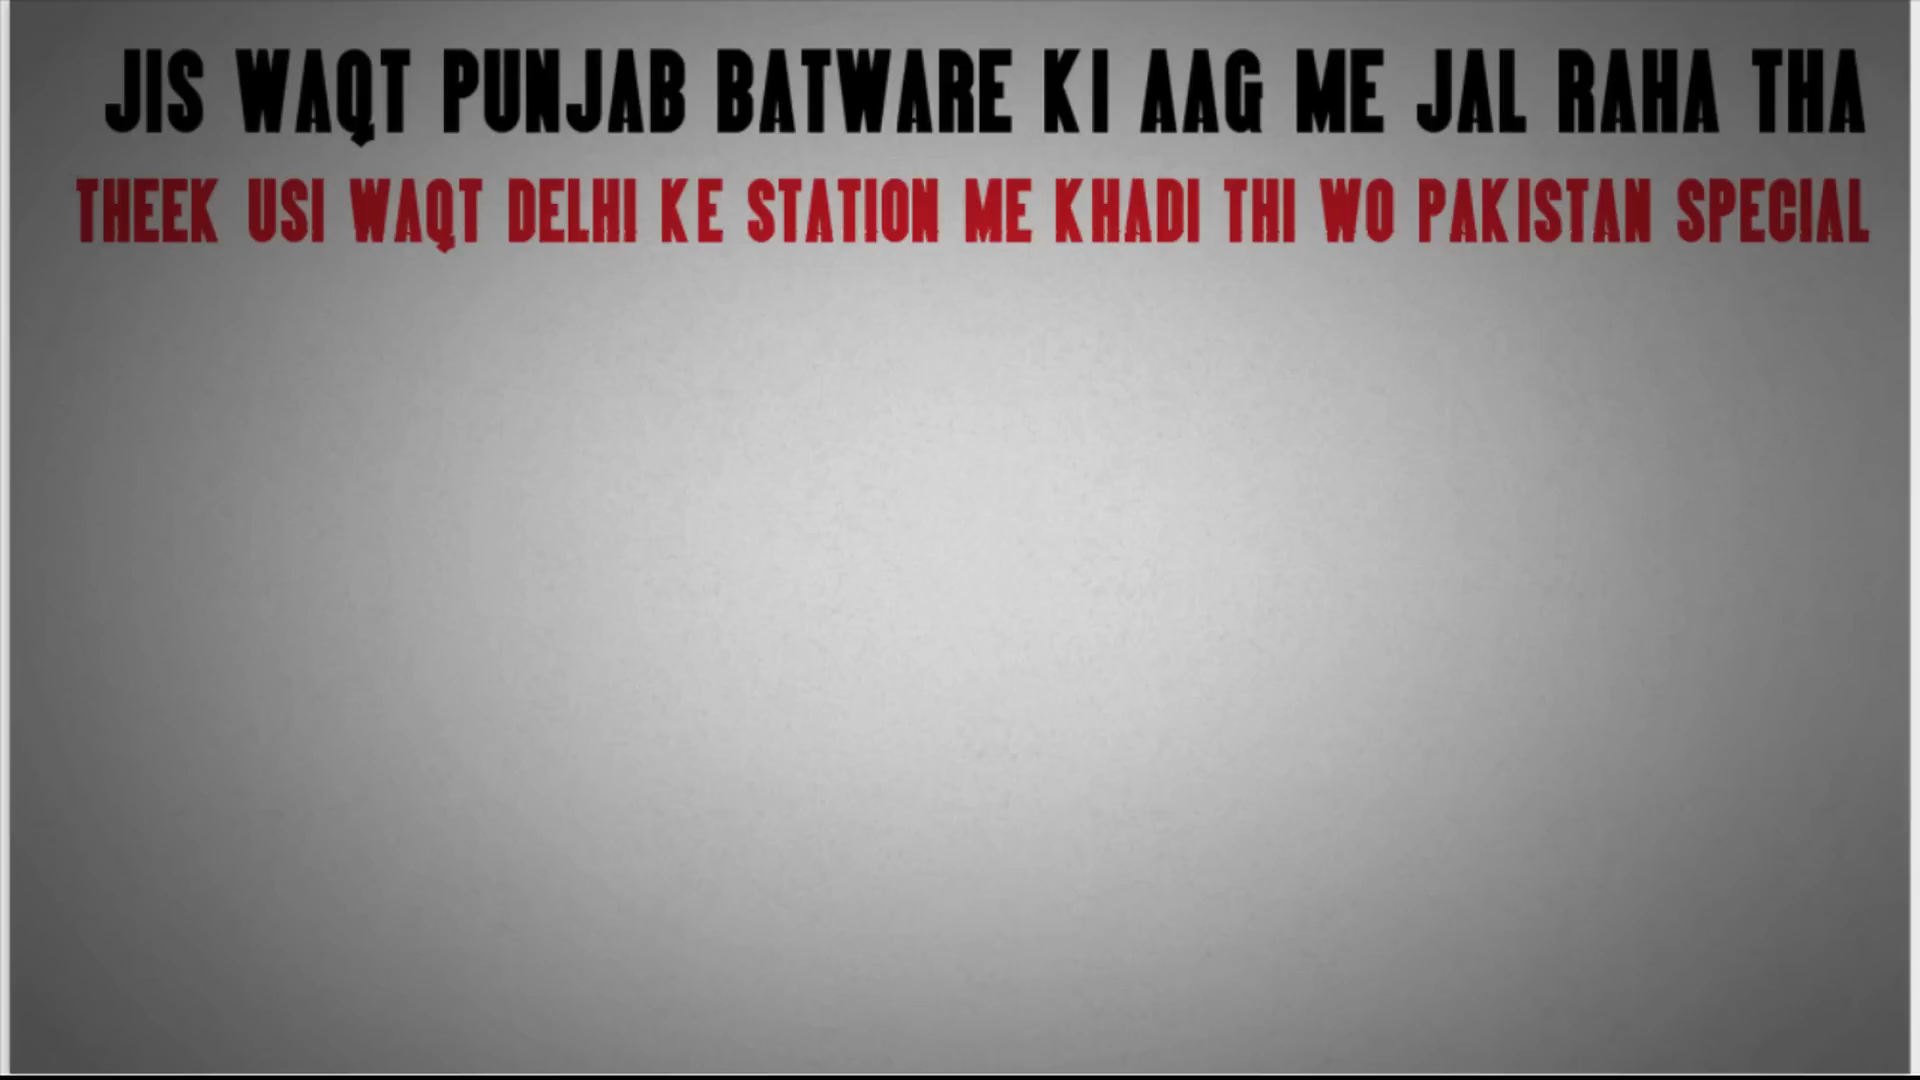 JIS WAQT PUNJAB BATWARE KI AAG ME JAL RAHA THA
THEEK USI WAQT DELHI KE STATION ME KHADI THI WO PAKISTAN SPECIAL